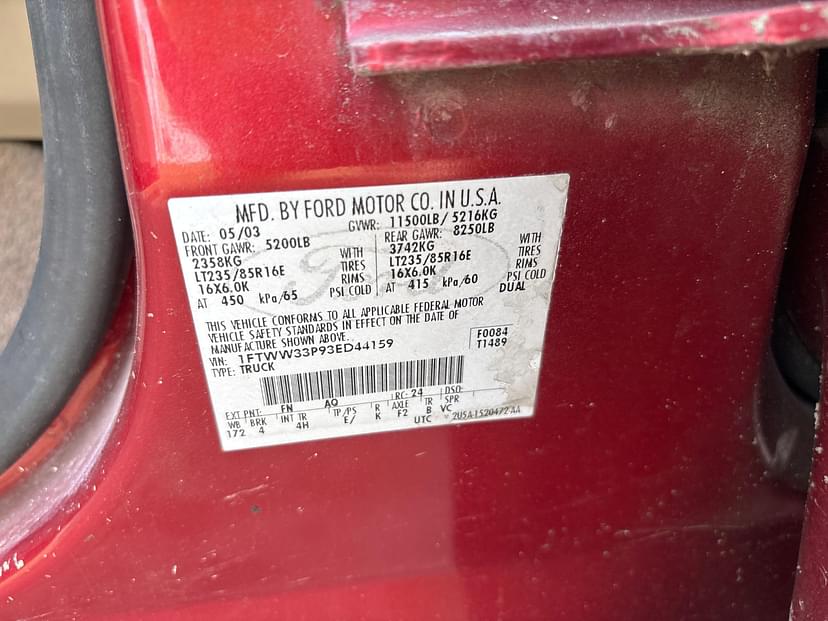 MFD. BY FORD MOTOR CO. IN U.S.A.
DATE: 05/03 GVWR: 11500LB/ 5216KG
FRONT GAWR: 5200LB REAR GAWR: 8250LB
2358KG WITH 3742KG WITH
LT235/85R16E TIRES LT235/85R16E TIRES
16X6.0K RIMS 16X6.0K RIMS
AT 450 kPa/65 PSI COLD AT 415 kPa/60 PSI COLD
DUAL
THIS VEHICLE CONFORMS TO ALL APPLICABLE FEDERAL MOTOR
VEHICLE SAFETY STANDARDS IN EFFECT ON THE DATE OF
MANUFACTURE SHOWN ABOVE.
F0084
VIN: 1FTWW33P93ED44159 T1489
TYPE: TRUCK
EXT PNT: FN AQ RC: 24 DSO:
WB BRK INT TR TP/PS R AXLE TR SPR
172 4 4H E/ K F2 B VC
UTC